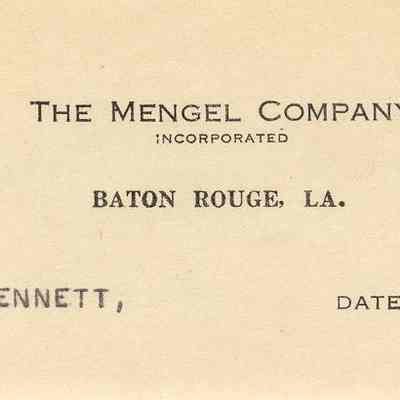 THE MENGEL COMPANY
INCORPORATED
BATON ROUGE, LA.
ENNETT,
DATE